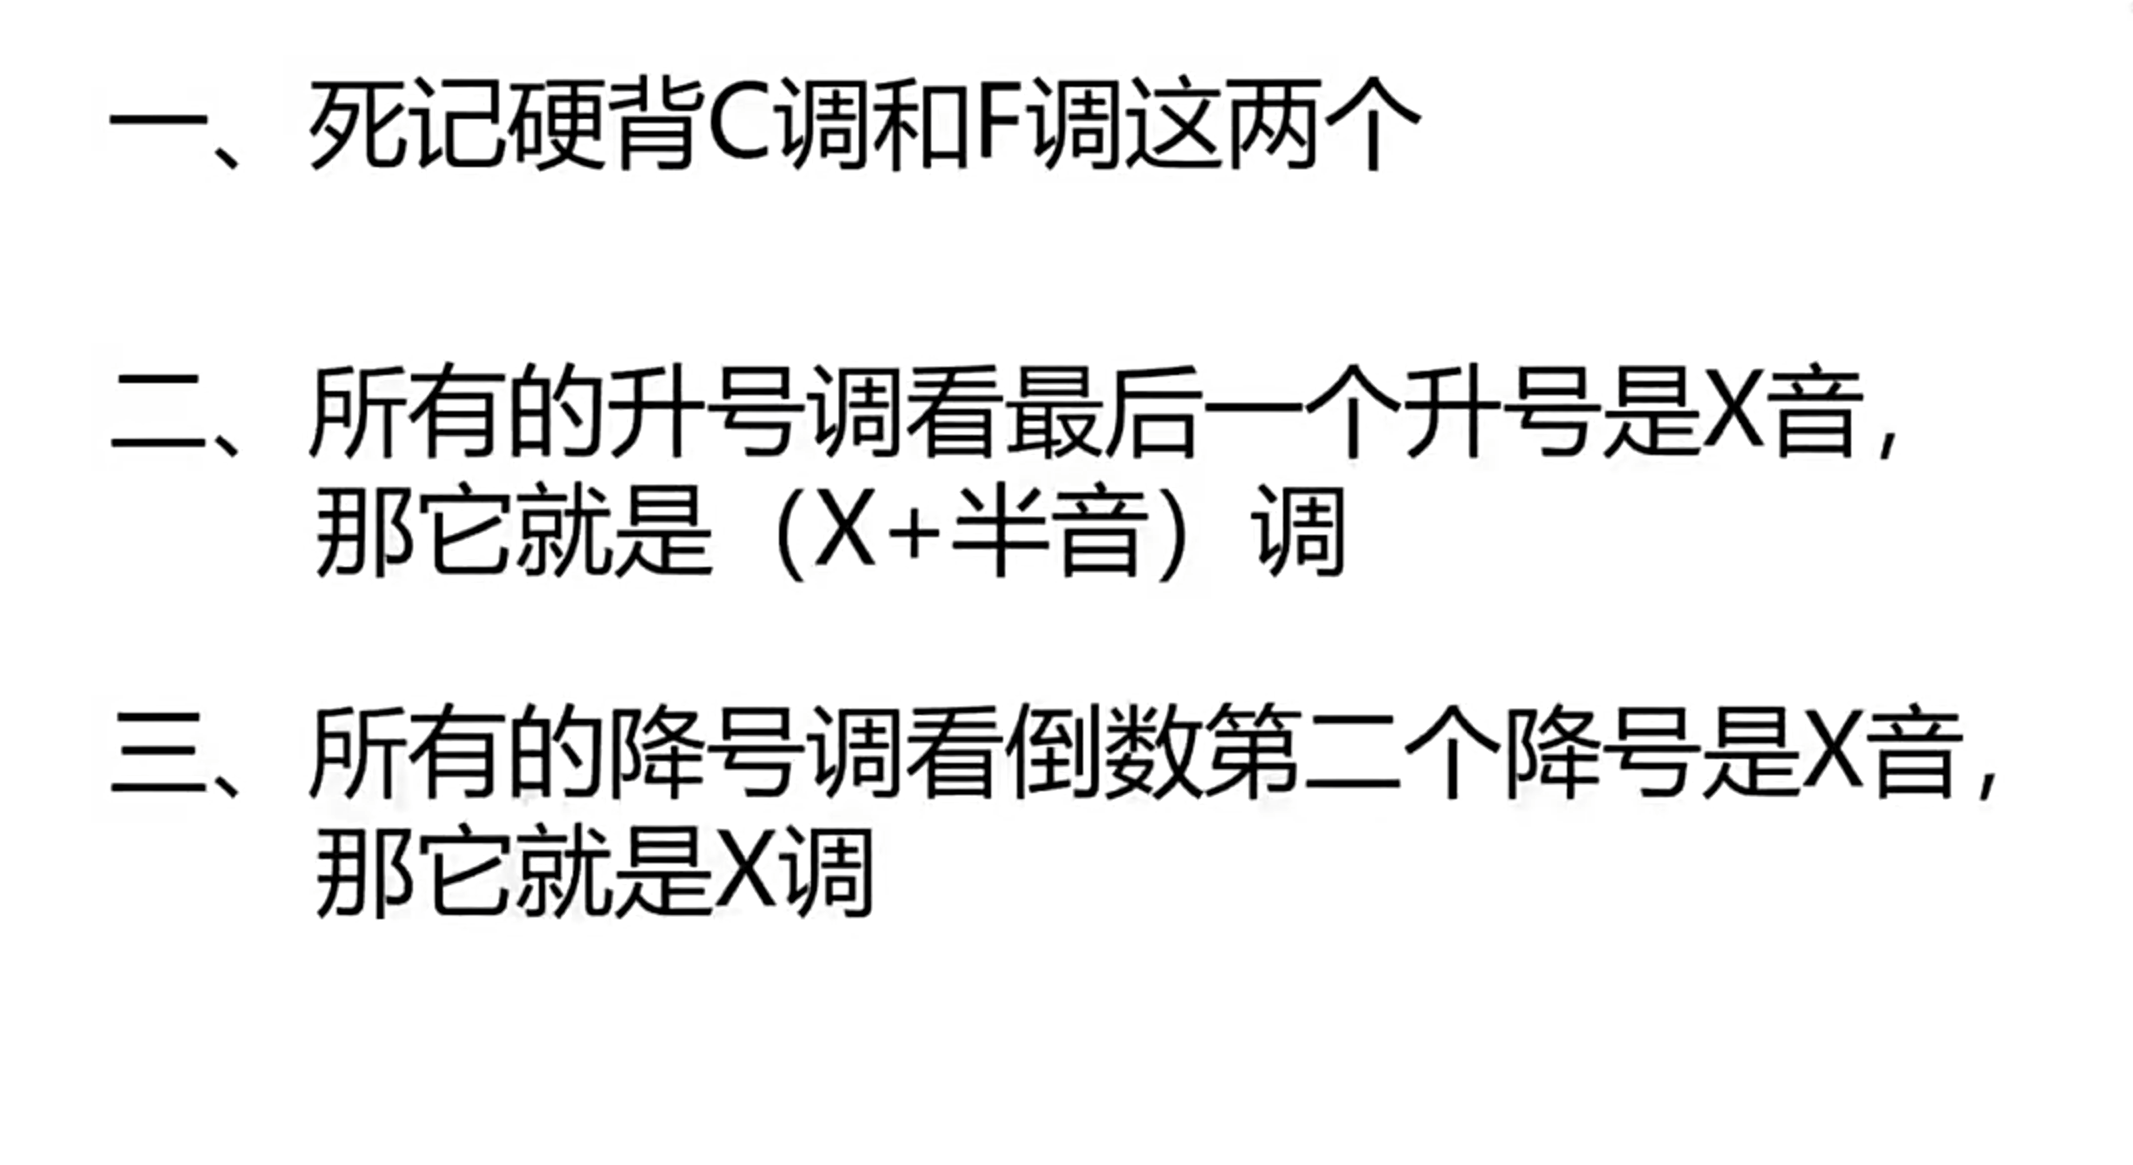 一、死记硬背C调和F调这两个
二、所有的升号调看最后一个升号是X音,
那它就是（X+半音）调
三、所有的降号调看倒数第二个降号是X音,
那它就是X调